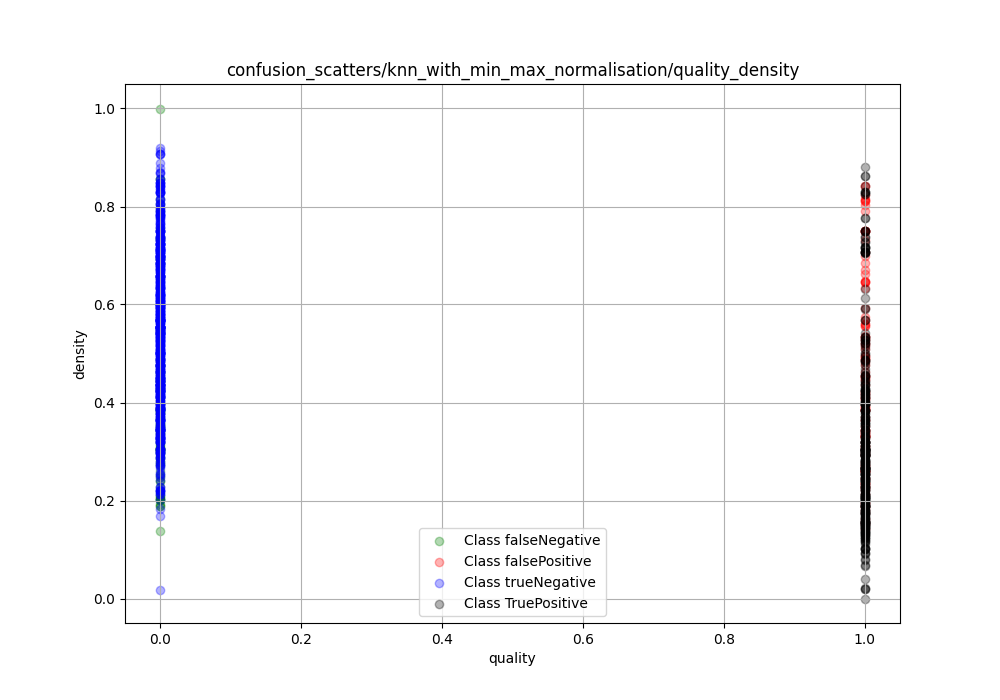 confusion_scatters/knn_with_min_max_normalisation/quality_density
1.0
0.8
0.6
0.4
0.2
0.0
density
Class falseNegative
Class falsePositive
Class trueNegative
Class TruePositive
0.0 0.2 0.4 0.6 0.8 1.0
quality